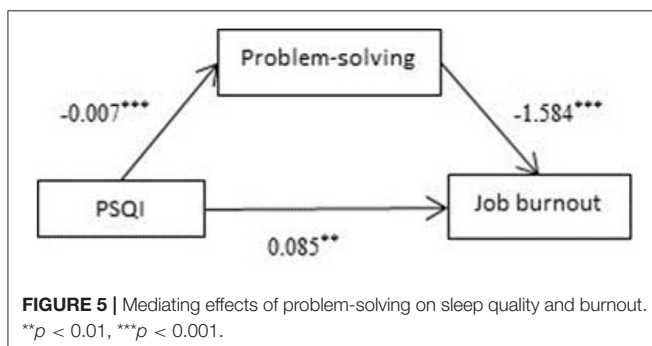 Problem-solving
-0.007***
-1.584***
PSQI
Job burnout
0.085**
FIGURE 5 | Mediating effects of problem-solving on sleep quality and burnout.
**p < 0.01, ***p < 0.001.